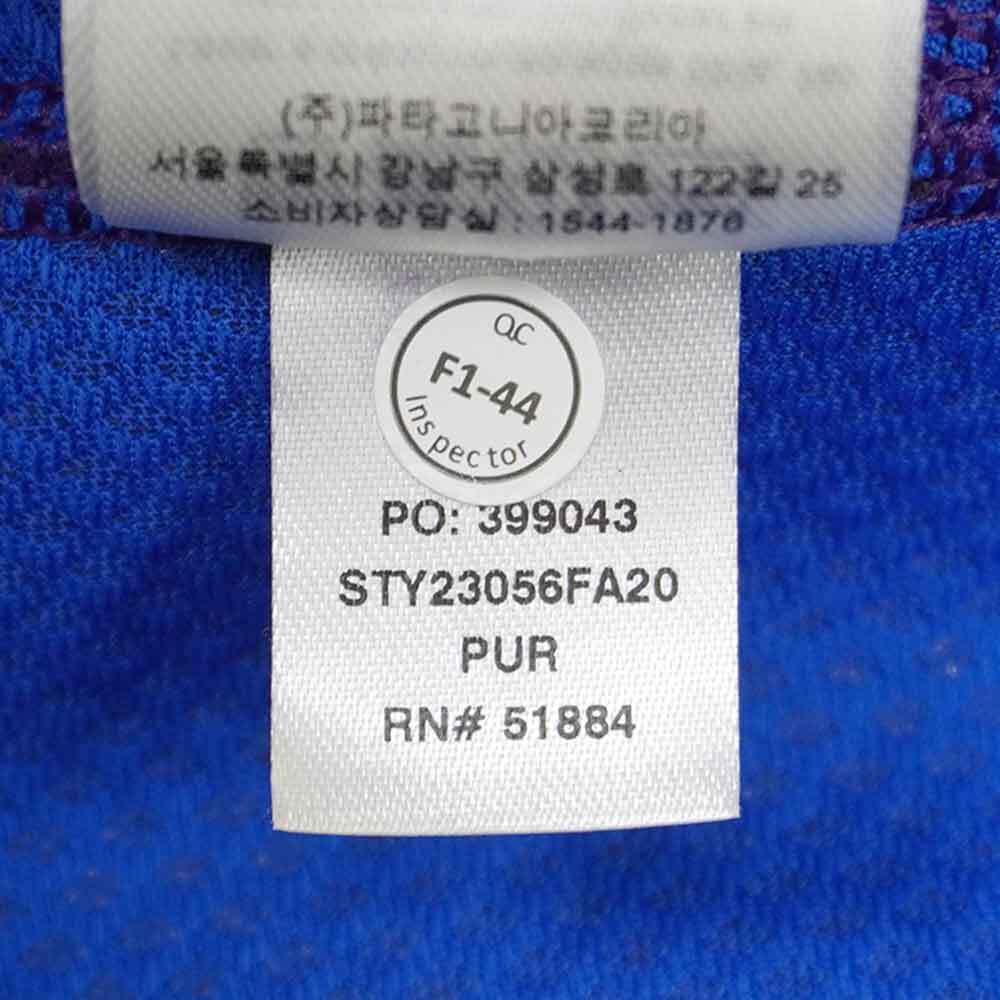 (주)파타고니아코리아
서울특별시 강남구 삼성로 122길 25
소비자상담실 : 1544-1876
QC
F1-44
Inspector
PO: 399043
STY23056FA20
PUR
RN# 51884